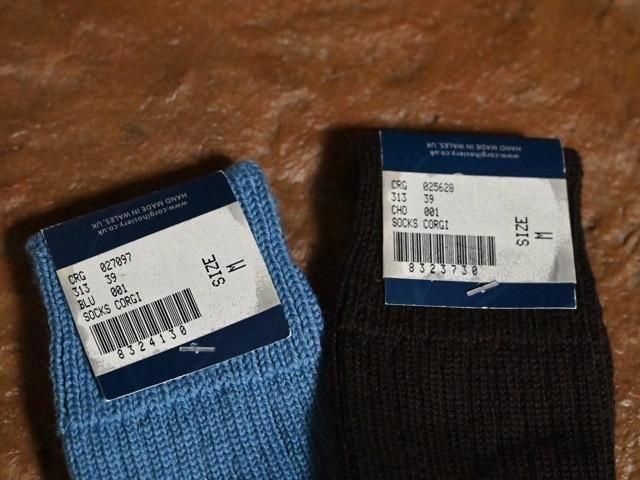 www.corgihosiery.co.uk
HAND MADE IN WALES, UK
CRG 027097
313 39
BLU 001
SOCKS CORGI
8324130
SIZE
M
www.corgihosiery.co.uk
HAND MADE IN WALES, UK
CRG 025628
313 39
CHO 001
SOCKS CORGI
8323730
SIZE
M